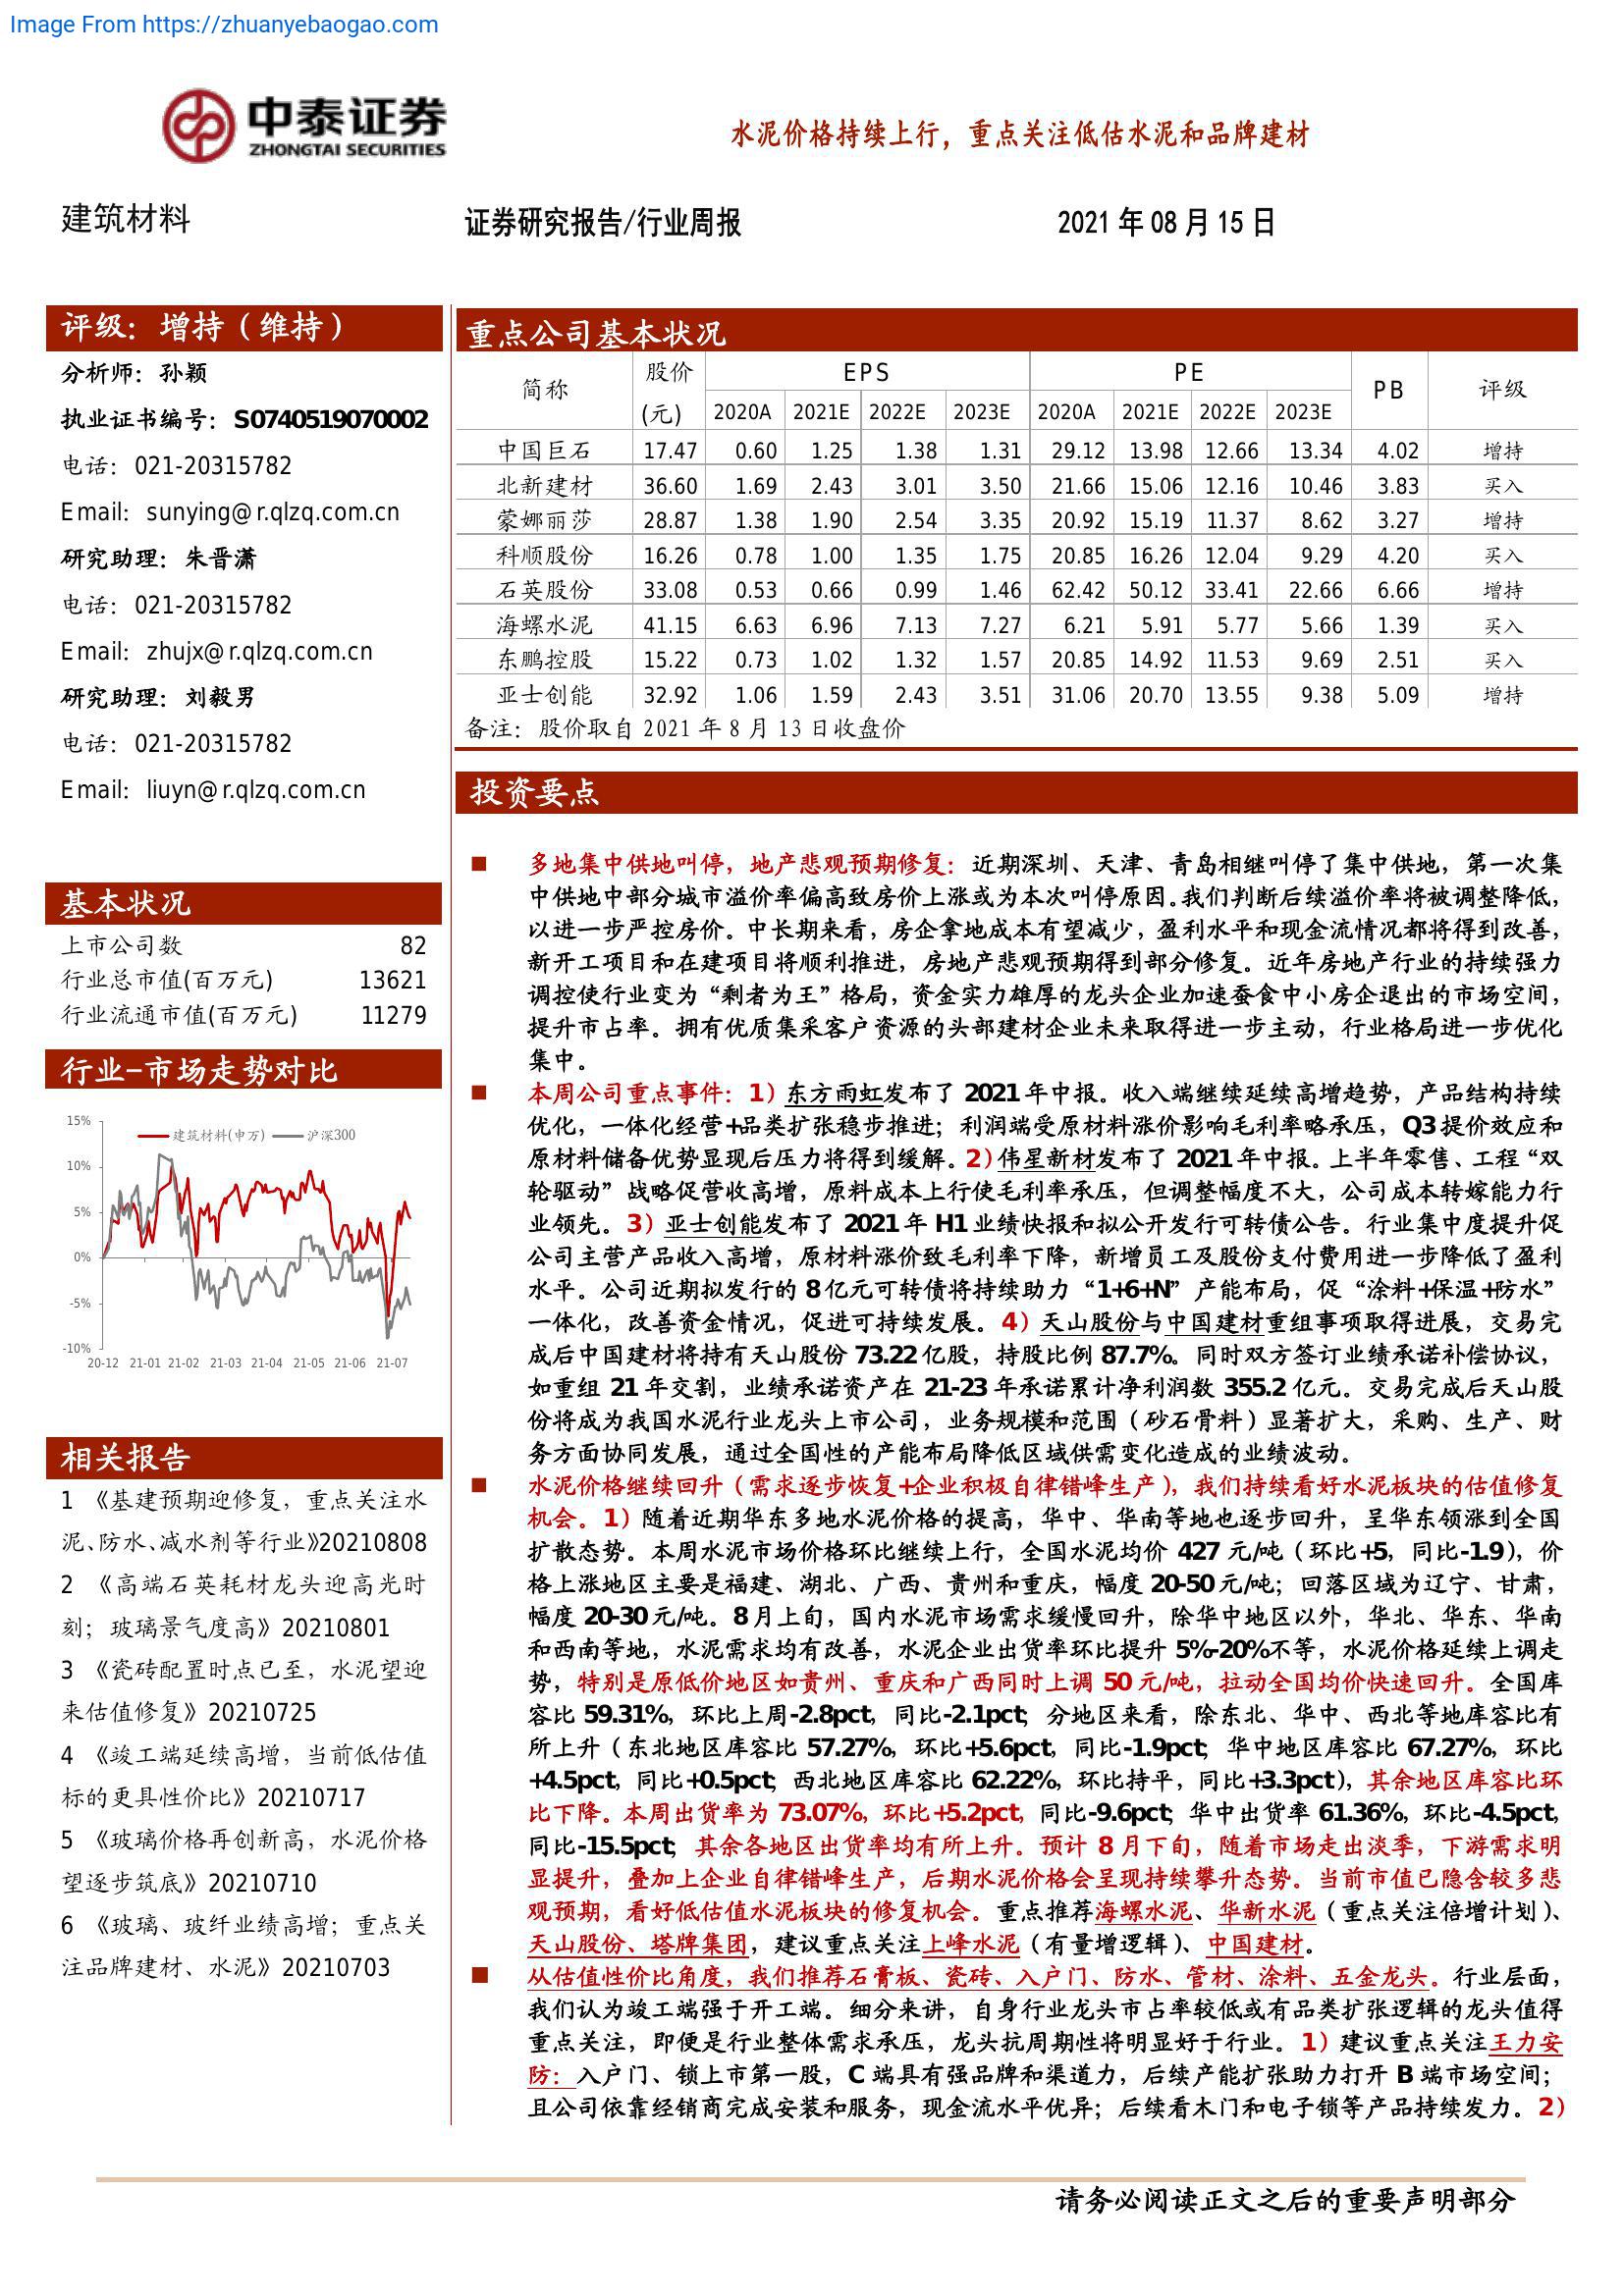 Image From https://zhuanyebaogao.com
中泰证券
ZHONGTAI SECURITIES
水泥价格持续上行，重点关注低估水泥和品牌建材
建筑材料
证券研究报告/行业周报
2021 年 08 月 15 日
评级：增持（维持）
分析师：孙颖
执业证书编号：S0740519070002
电话：021-20315782
Email：sunying@r.qlzq.com.cn
研究助理：朱晋潇
电话：021-20315782
Email：zhujx@r.qlzq.com.cn
研究助理：刘毅男
电话：021-20315782
Email：liuyn@r.qlzq.com.cn
基本状况
上市公司数 82
行业总市值(百万元) 13621
行业流通市值(百万元) 11279
行业-市场走势对比
建筑材料(申万) 沪深300
15%
10%
5%
0%
-5%
-10%
20-12 21-01 21-02 21-03 21-04 21-05 21-06 21-07
相关报告
1 《基建预期迎修复，重点关注水
泥、防水、减水剂等行业》20210808
2 《高端石英耗材龙头迎高光时
刻；玻璃景气度高》20210801
3 《瓷砖配置时点已至，水泥望迎
来估值修复》20210725
4 《竣工端延续高增，当前低估值
标的更具性价比》20210717
5 《玻璃价格再创新高，水泥价格
望逐步筑底》20210710
6 《玻璃、玻纤业绩高增；重点关
注品牌建材、水泥》20210703
重点公司基本状况
简称 股价(元) EPS PE PB 评级
2020A 2021E 2022E 2023E 2020A 2021E 2022E 2023E
中国巨石 17.47 0.60 1.25 1.38 1.31 29.12 13.98 12.66 13.34 4.02 增持
北新建材 36.60 1.69 2.43 3.01 3.50 21.66 15.06 12.16 10.46 3.83 买入
蒙娜丽莎 28.87 1.38 1.90 2.54 3.35 20.92 15.19 11.37 8.62 3.27 增持
科顺股份 16.26 0.78 1.00 1.35 1.75 20.85 16.26 12.04 9.29 4.20 买入
石英股份 33.08 0.53 0.66 0.99 1.46 62.42 50.12 33.41 22.66 6.66 增持
海螺水泥 41.15 6.63 6.96 7.13 7.27 6.21 5.91 5.77 5.66 1.39 买入
东鹏控股 15.22 0.73 1.02 1.32 1.57 20.85 14.92 11.53 9.69 2.51 买入
亚士创能 32.92 1.06 1.59 2.43 3.51 31.06 20.70 13.55 9.38 5.09 增持
备注：股价取自 2021 年 8 月 13 日收盘价
投资要点
■ 多地集中供地叫停，地产悲观预期修复：近期深圳、天津、青岛相继叫停了集中供地，第一次集
中供地中部分城市溢价率偏高致房价上涨或为本次叫停原因。我们判断后续溢价率将被调整降低，
以进一步严控房价。中长期来看，房企拿地成本有望减少，盈利水平和现金流情况都将得到改善，
新开工项目和在建项目将顺利推进，房地产悲观预期得到部分修复。近年房地产行业的持续强力
调控使行业变为“剩者为王”格局，资金实力雄厚的龙头企业加速蚕食中小房企退出的市场空间，
提升市占率。拥有优质集采客户资源的头部建材企业未来取得进一步主动，行业格局进一步优化
集中。
■ 本周公司重点事件：1）东方雨虹发布了 2021 年中报。收入端继续延续高增趋势，产品结构持续
优化，一体化经营+品类扩张稳步推进；利润端受原材料涨价影响毛利率略承压，Q3 提价效应和
原材料储备优势显现后压力将得到缓解。2）伟星新材发布了 2021 年中报。上半年零售、工程“双
轮驱动”战略促营收高增，原料成本上行使毛利率承压，但调整幅度不大，公司成本转嫁能力行
业领先。3）亚士创能发布了 2021 年 H1 业绩快报和拟公开发行可转债公告。行业集中度提升促
公司主营产品收入高增，原材料涨价致毛利率下降，新增员工及股份支付费用进一步降低了盈利
水平。公司近期拟发行的 8 亿元可转债将持续助力“1+6+N”产能布局，促“涂料+保温+防水”
一体化，改善资金情况，促进可持续发展。4）天山股份与中国建材重组事项取得进展，交易完
成后中国建材将持有天山股份 73.22 亿股，持股比例 87.7%。同时双方签订业绩承诺补偿协议，
如重组 21 年交割，业绩承诺资产在 21-23 年承诺累计净利润数 355.2 亿元。交易完成后天山股
份将成为我国水泥行业龙头上市公司，业务规模和范围（砂石骨料）显著扩大，采购、生产、财
务方面协同发展，通过全国性的产能布局降低区域供需变化造成的业绩波动。
■ 水泥价格继续回升（需求逐步恢复+企业积极自律错峰生产），我们持续看好水泥板块的估值修复
机会。1）随着近期华东多地水泥价格的提高，华中、华南等地也逐步回升，呈华东领涨到全国
扩散态势。本周水泥市场价格环比继续上行，全国水泥均价 427 元/吨（环比+5，同比-1.9），价
格上涨地区主要是福建、湖北、广西、贵州和重庆，幅度 20-50 元/吨；回落区域为辽宁、甘肃，
幅度 20-30 元/吨。8 月上旬，国内水泥市场需求缓慢回升，除华中地区以外，华北、华东、华南
和西南等地，水泥需求均有改善，水泥企业出货率环比提升 5%-20%不等，水泥价格延续上调走
势，特别是原低价地区如贵州、重庆和广西同时上调 50 元/吨，拉动全国均价快速回升。全国库
容比 59.31%，环比上周-2.8pct，同比-2.1pct；分地区来看，除东北、华中、西北等地库容比有
所上升（东北地区库容比 57.27%，环比+5.6pct，同比-1.9pct；华中地区库容比 67.27%，环比
+4.5pct，同比+0.5pct；西北地区库容比 62.22%，环比持平，同比+3.3pct），其余地区库容比环
比下降。本周出货率为 73.07%，环比+5.2pct，同比-9.6pct；华中出货率 61.36%，环比-4.5pct，
同比-15.5pct；其余各地区出货率均有所上升。预计 8 月下旬，随着市场走出淡季，下游需求明
显提升，叠加上企业自律错峰生产，后期水泥价格会呈现持续攀升态势。当前市值已隐含较多悲
观预期，看好低估值水泥板块的修复机会。重点推荐海螺水泥、华新水泥（重点关注倍增计划）、
天山股份、塔牌集团，建议重点关注上峰水泥（有量增逻辑）、中国建材。
■ 从估值性价比角度，我们推荐石膏板、瓷砖、入户门、防水、管材、涂料、五金龙头。行业层面，
我们认为竣工端强于开工端。细分来讲，自身行业龙头市占率较低或有品类扩张逻辑的龙头值得
重点关注，即便是行业整体需求承压，龙头抗周期性将明显好于行业。1）建议重点关注王力安
防：入户门、锁上市第一股，C 端具有强品牌和渠道力，后续产能扩张助力打开 B 端市场空间；
且公司依靠经销商完成安装和服务，现金流水平优异；后续看木门和电子锁等产品持续发力。2）
请务必阅读正文之后的重要声明部分